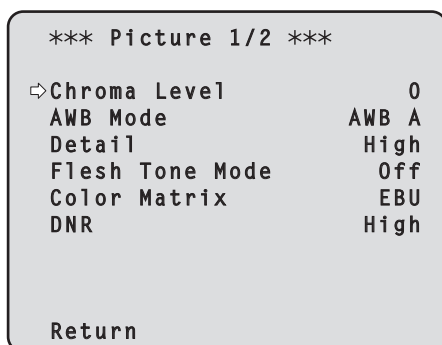 *** Picture 1/2 ***
⇨Chroma Level 0
AWB Mode AWB A
Detail High
Flesh Tone Mode Off
Color Matrix EBU
DNR High
Return